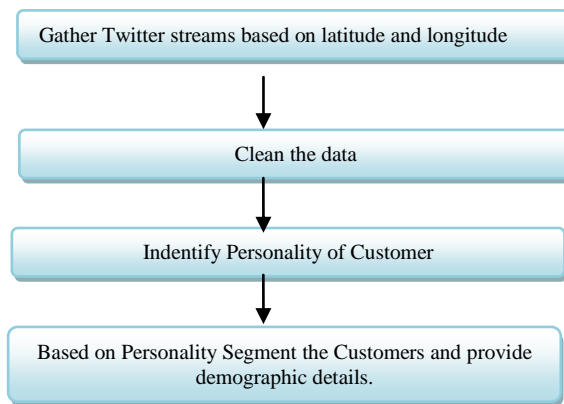 Gather Twitter streams based on latitude and longitude
Clean the data
Indentify Personality of Customer
Based on Personality Segment the Customers and provide
demographic details.